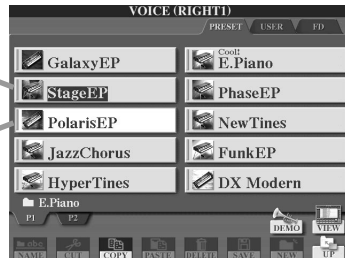 VOICE (RIGHT1)
PRESET USER FD
GalaxyEP
Cool!
E.Piano
StageEP
PhaseEP
PolarisEP
NewTines
JazzChorus
FunkEP
HyperTines
DX Modern
E.Piano
P1 P2
DEMO VIEW
abc
NAME CUT COPY PASTE DELETE SAVE NEW UP